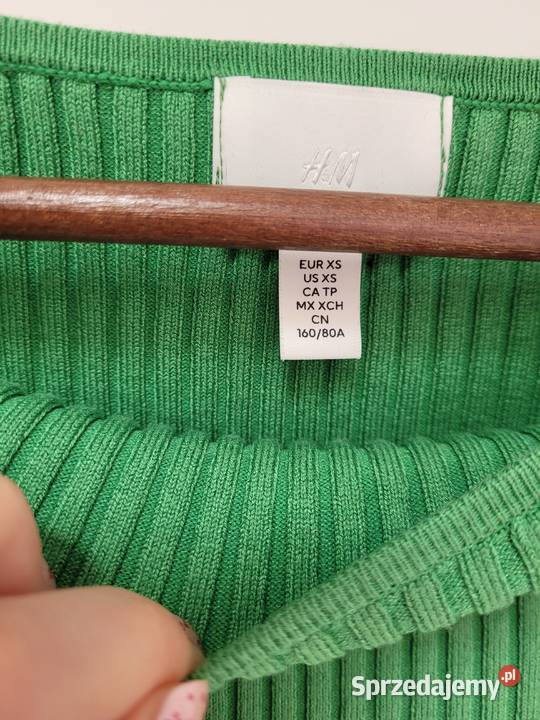 H&M
EUR XS
US XS
CA TP
MX XCH
CN
160/80A
Sprzedajemy.pl